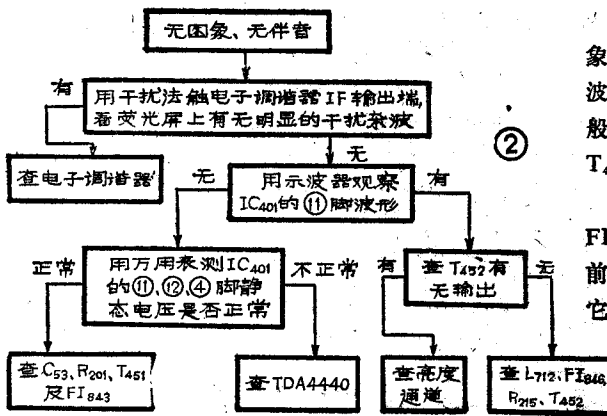 无图象、无伴音
有
用干扰法触电子调谐器IF输出端,
看荧光屏上有无明显的干扰杂波
无
②
查电子调谐器
无
用示波器观察
IC401的⑪脚波形
有
正常
用万用表测IC401
的⑪、⑫、④脚静
态电压是否正常
不正常
有
查T452有
无输出
无
查C53、R201、T451
及FI843
查TDA4440
查亮度
通道
查L712、FI846、
R215、T452
象
波
般
T4
FI
前
它